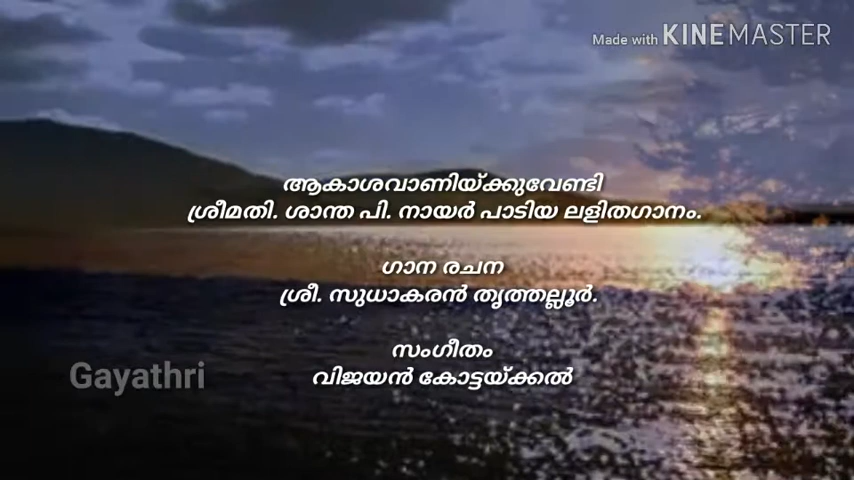 Made with KINEMASTER
ആകാശവാണിയ്ക്കുവേണ്ടി
ശ്രീമതി. ശാന്ത പി. നായർ പാടിയ ലളിതഗാനം.
ഗാന രചന
ശ്രീ. സുധാകരൻ തൃത്തല്ലൂർ.
സംഗീതം
വിജയൻ കോട്ടയ്ക്കൽ
Gayathri